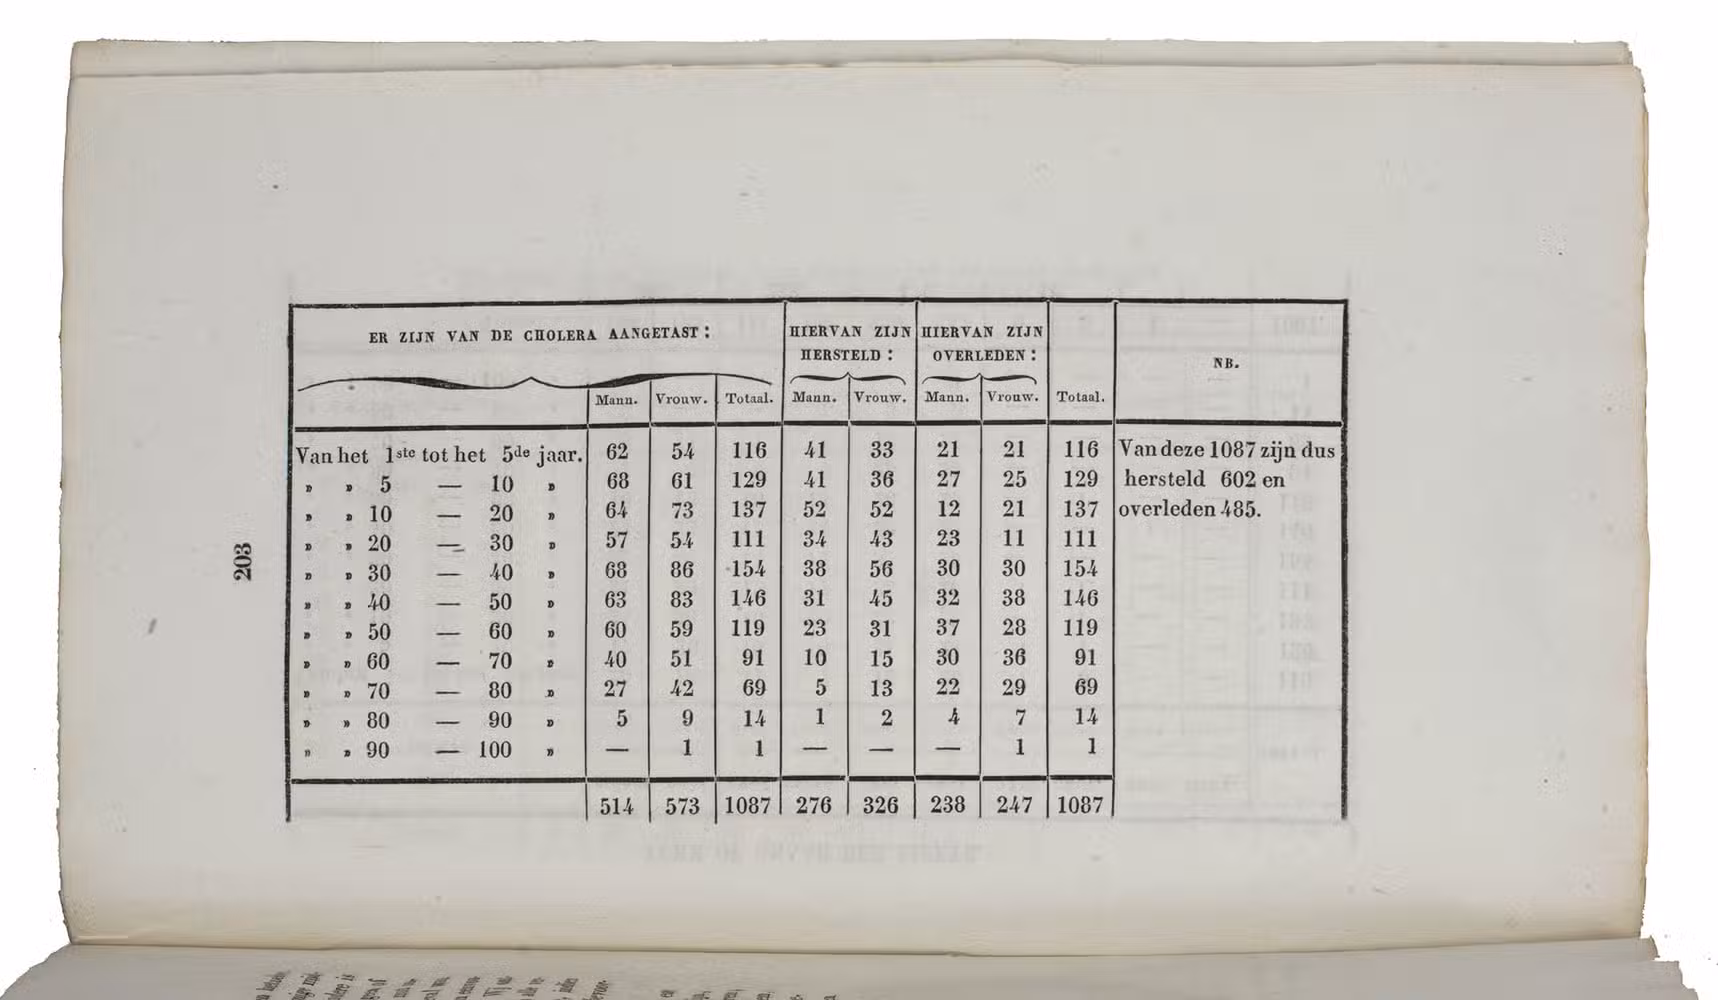 203
ER ZIJN VAN DE CHOLERA AANGETAST : HIERVAN ZIJN HERSTELD : HIERVAN ZIJN OVERLEDEN : NB.
Mann. Vrouw. Totaal. Mann. Vrouw. Mann. Vrouw. Totaal.
Van het 1ste tot het 5de jaar. 62 54 116 41 33 21 21 116 Van deze 1087 zijn dus
» » 5 — 10 » 68 61 129 41 36 27 25 129 hersteld 602 en
» » 10 — 20 » 64 73 137 52 52 12 21 137 overleden 485.
» » 20 — 30 » 57 54 111 34 43 23 11 111
» » 30 — 40 » 68 86 154 38 56 30 30 154
» » 40 — 50 » 63 83 146 31 45 32 38 146
» » 50 — 60 » 60 59 119 23 31 37 28 119
» » 60 — 70 » 40 51 91 10 15 30 36 91
» » 70 — 80 » 27 42 69 5 13 22 29 69
» » 80 — 90 » 5 9 14 1 2 4 7 14
» » 90 — 100 » — 1 1 — — — 1 1
514 573 1087 276 326 238 247 1087